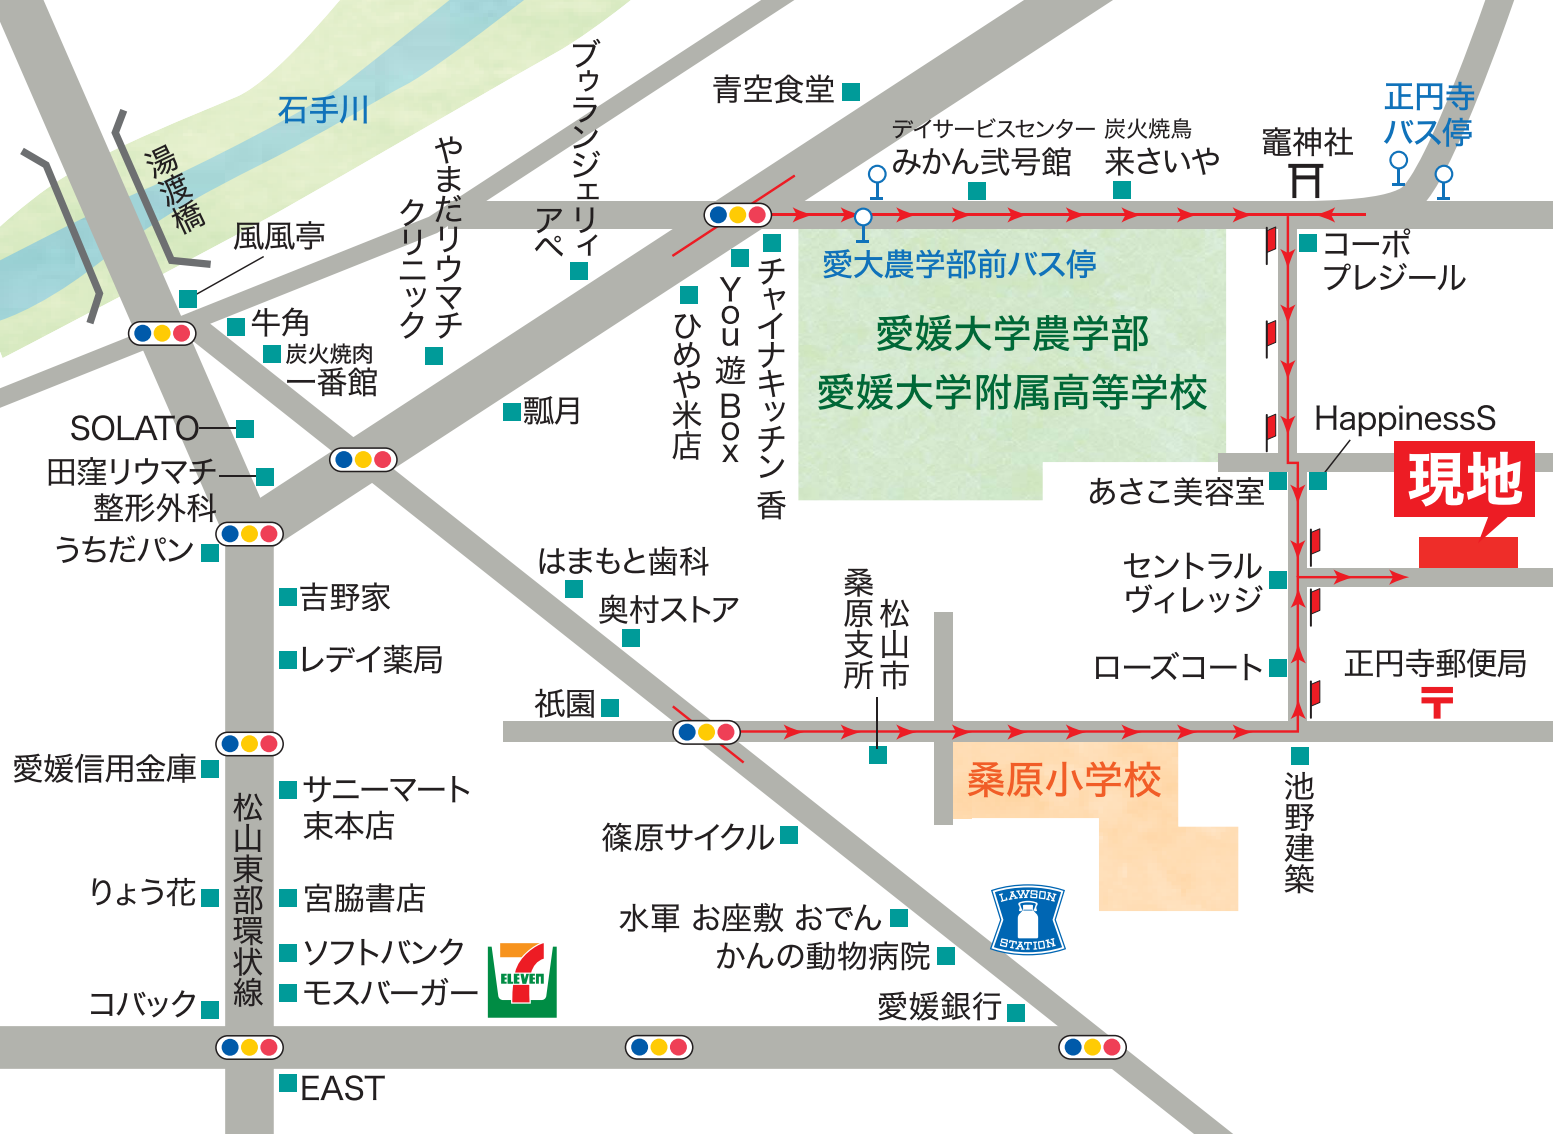 石手川
湯渡橋
風風亭
牛角
炭火焼肉
一番館
やまだリウマチ
クリニック
ブゥランジェリィ
アペ
青空食堂
デイサービスセンター
みかん弐号館
炭火焼鳥
来さいや
竈神社
正円寺
バス停
コーポ
プレジール
愛大農学部前バス停
愛媛大学農学部
愛媛大学附属高等学校
チャイナキッチン 香
You 遊 Box
ひめや米店
瓢月
SOLATO
田窪リウマチ
整形外科
うちだパン
HappinessS
現地
あさこ美容室
セントラル
ヴィレッジ
ローズコート
正円寺郵便局
はまもと歯科
奥村ストア
吉野家
レデイ薬局
祇園
松山市
桑原支所
桑原小学校
池野建築
愛媛信用金庫
サニーマート
束本店
松山東部環状線
篠原サイクル
りょう花
宮脇書店
水軍 お座敷 おでん
かんの動物病院
LAWSON
STATION
ソフトバンク
モスバーガー
7
ELEVEn
コバック
愛媛銀行
EAST